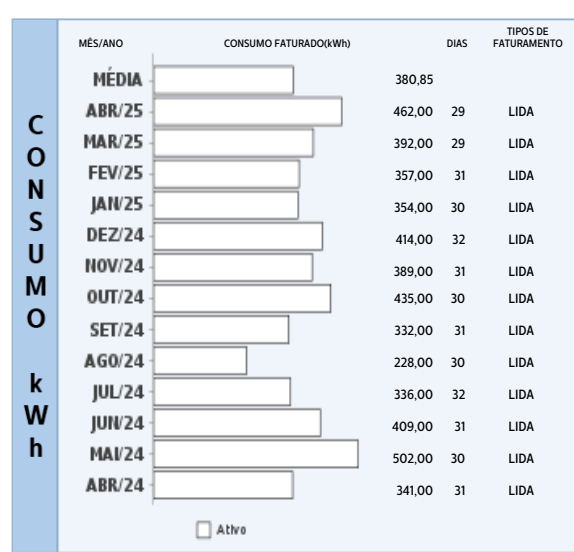 MÊS/ANO CONSUMO FATURADO(kWh) DIAS TIPOS DE FATURAMENTO
MÉDIA 380,85
ABR/25 462,00 29 LIDA
MAR/25 392,00 29 LIDA
FEV/25 357,00 31 LIDA
JAN/25 354,00 30 LIDA
DEZ/24 414,00 32 LIDA
NOV/24 389,00 31 LIDA
OUT/24 435,00 30 LIDA
SET/24 332,00 31 LIDA
AGO/24 228,00 30 LIDA
JUL/24 336,00 32 LIDA
JUN/24 409,00 31 LIDA
MAI/24 502,00 30 LIDA
ABR/24 341,00 31 LIDA
Ativo
CONSUMO kWh